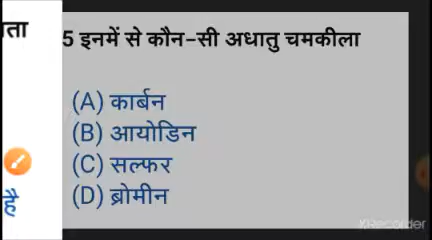 ता
5 इनमें से कौन-सी अधातु चमकीला
(A) कार्बन
(B) आयोडिन
(C) सल्फर
(D) ब्रोमीन
है
XRecorder